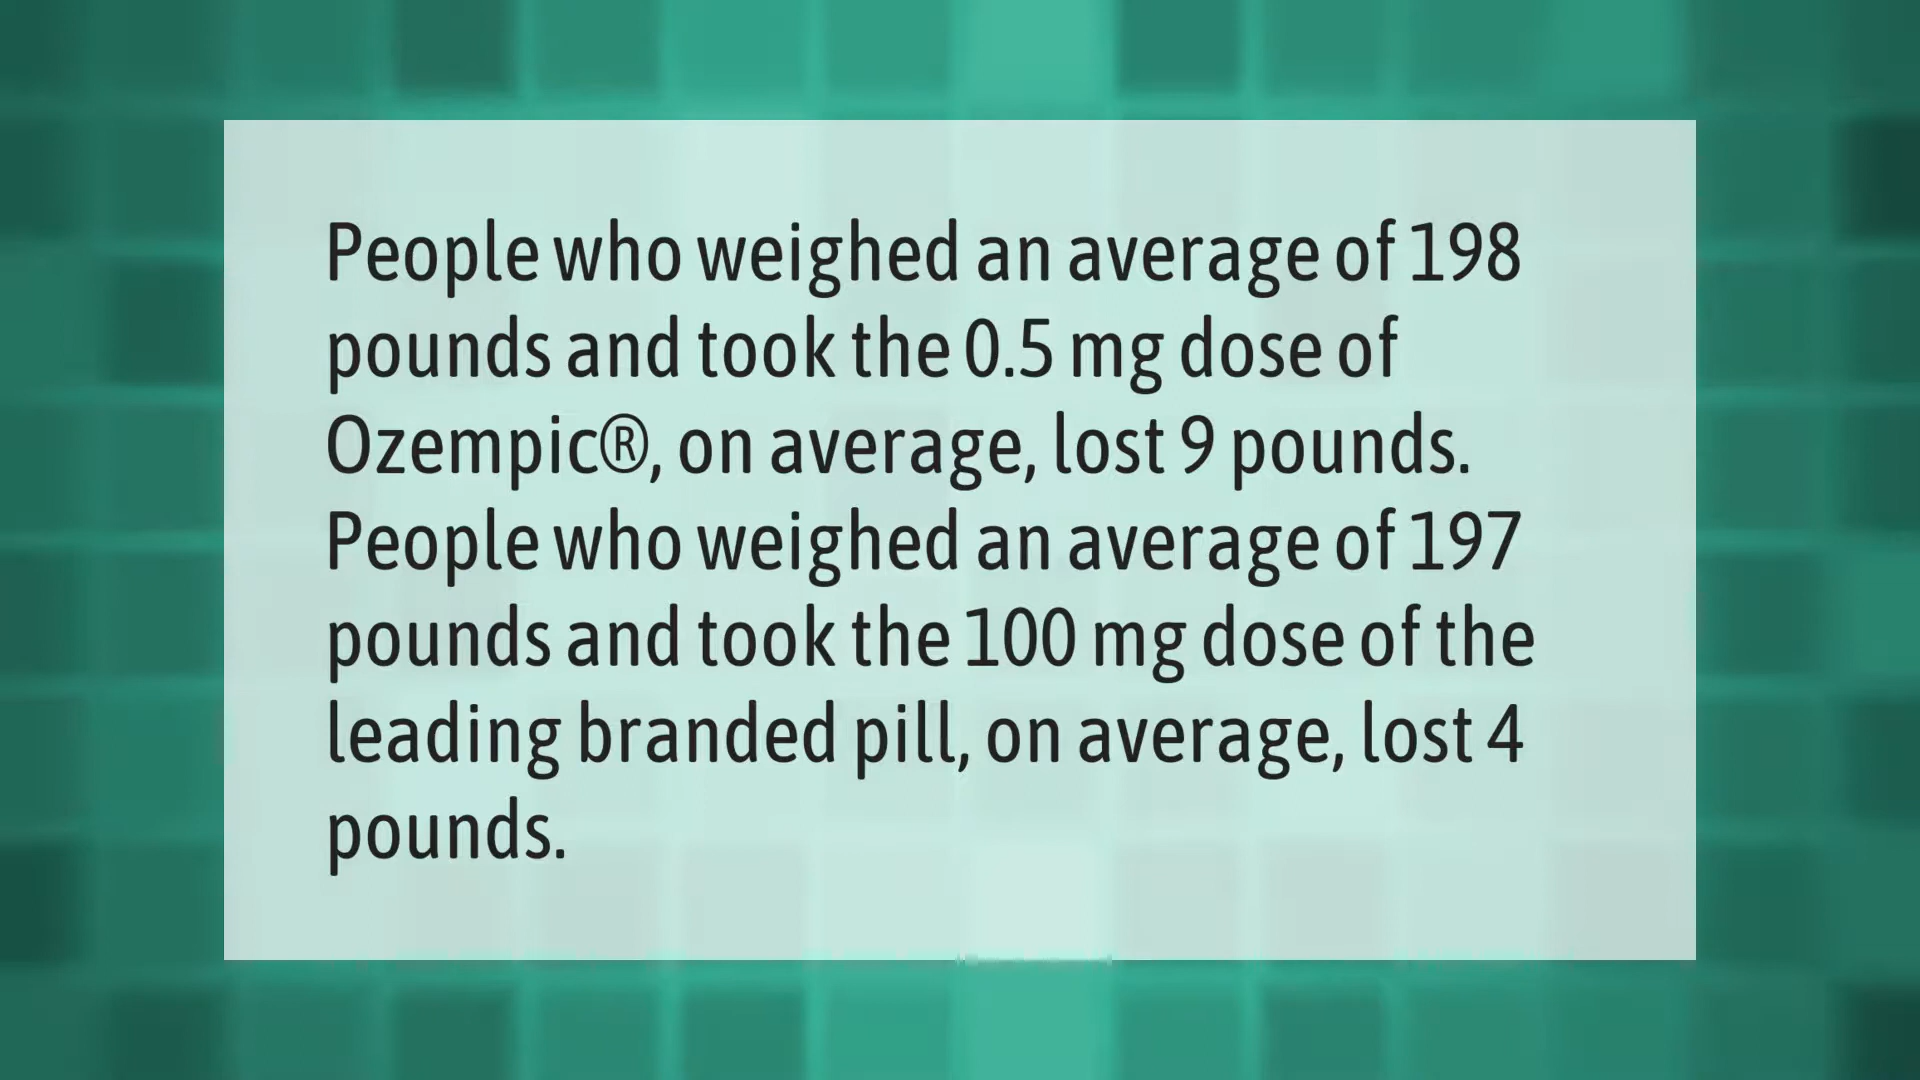 People who weighed an average of 198
pounds and took the 0.5 mg dose of
Ozempic®, on average, lost 9 pounds.
People who weighed an average of 197
pounds and took the 100 mg dose of the
leading branded pill, on average, lost 4
pounds.